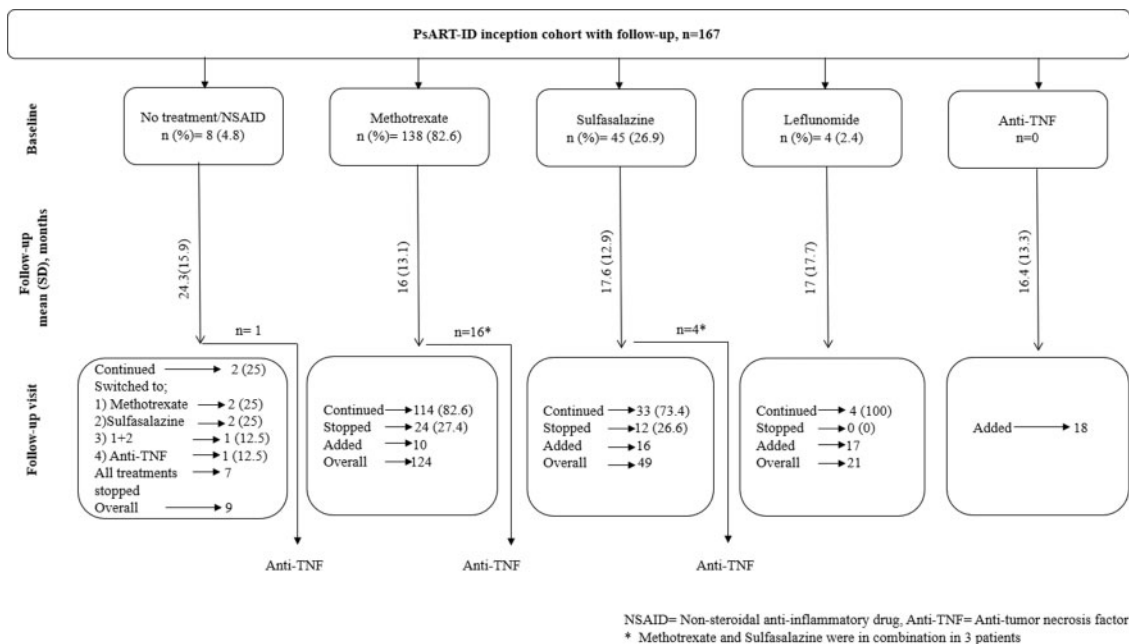 PsART-ID inception cohort with follow-up, n=167
Baseline
No treatment/NSAID
n (%)= 8 (4.8)
Methotrexate
n (%)= 138 (82.6)
Sulfasalazine
n (%)= 45 (26.9)
Leflunomide
n (%)= 4 (2.4)
Anti-TNF
n=0
Follow-up
mean (SD), months
24.3(15.9)
16 (13.1)
17.6 (12.9)
17 (17.7)
16.4 (13.3)
n= 1
n=16*
n=4*
Follow-up visit
Continued 2 (25)
Switched to;
1) Methotrexate 2 (25)
2)Sulfasalazine 2 (25)
3) 1+2 1 (12.5)
4) Anti-TNF 1 (12.5)
All treatments 7
stopped
Overall 9
Continued 114 (82.6)
Stopped 24 (27.4)
Added 10
Overall 124
Continued 33 (73.4)
Stopped 12 (26.6)
Added 16
Overall 49
Continued 4 (100)
Stopped 0 (0)
Added 17
Overall 21
Added 18
Anti-TNF
Anti-TNF
Anti-TNF
NSAID= Non-steroidal anti-inflammatory drug, Anti-TNF= Anti-tumor necrosis factor
* Methotrexate and Sulfasalazine were in combination in 3 patients